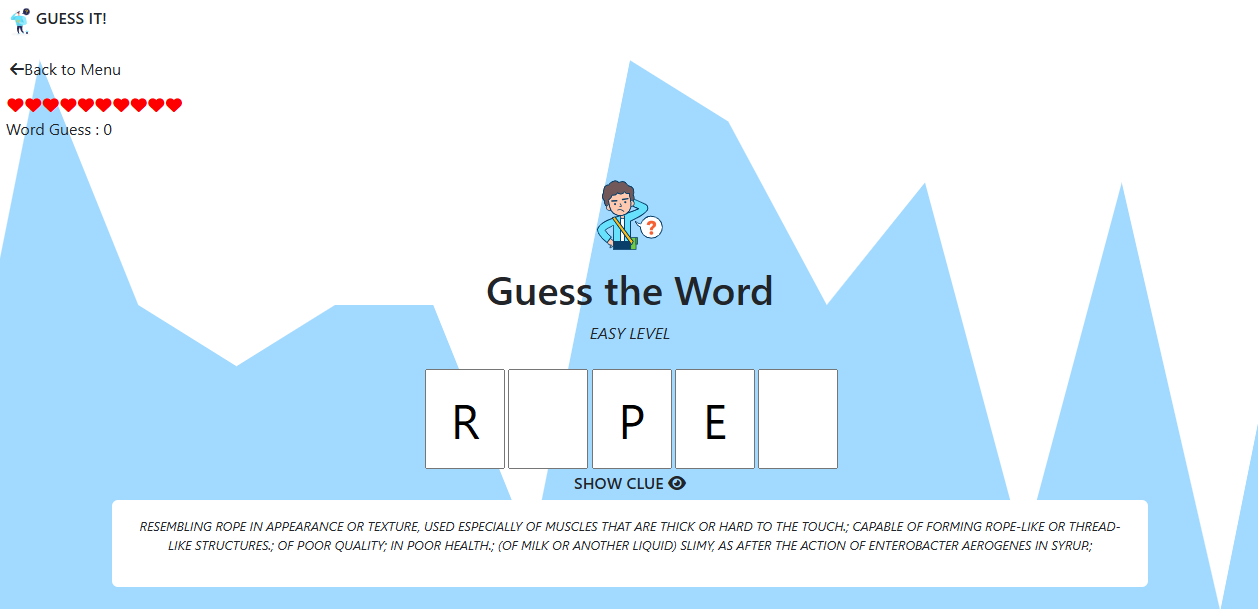 GUESS IT!
Back to Menu
Word Guess : 0
?
Guess the Word
EASY LEVEL
R P E
SHOW CLUE
RESEMBLING ROPE IN APPEARANCE OR TEXTURE, USED ESPECIALLY OF MUSCLES THAT ARE THICK OR HARD TO THE TOUCH.; CAPABLE OF FORMING ROPE-LIKE OR THREAD-
LIKE STRUCTURES.; OF POOR QUALITY; IN POOR HEALTH.; (OF MILK OR ANOTHER LIQUID) SLIMY, AS AFTER THE ACTION OF ENTEROBACTER AEROGENES IN SYRUP.;